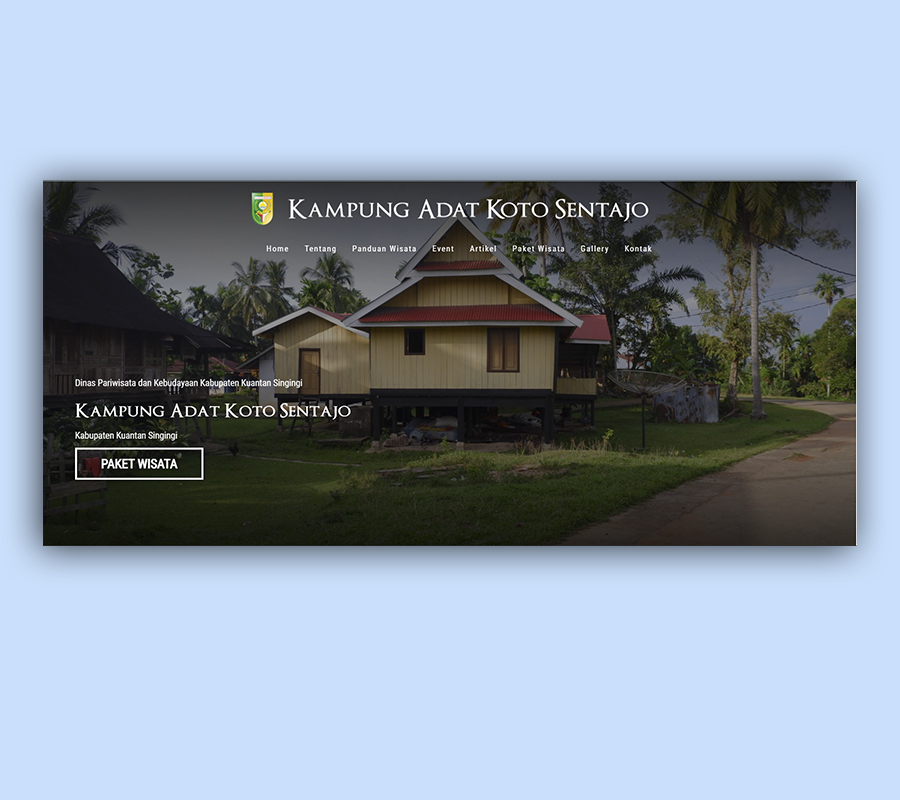 Kampung Adat Koto Sentajo
Home Tentang Panduan Wisata Event Artikel Paket Wisata Gallery Kontak
Dinas Pariwisata dan Kebudayaan Kabupaten Kuantan Singingi
Kampung Adat Koto Sentajo
Kabupaten Kuantan Singingi
PAKET WISATA